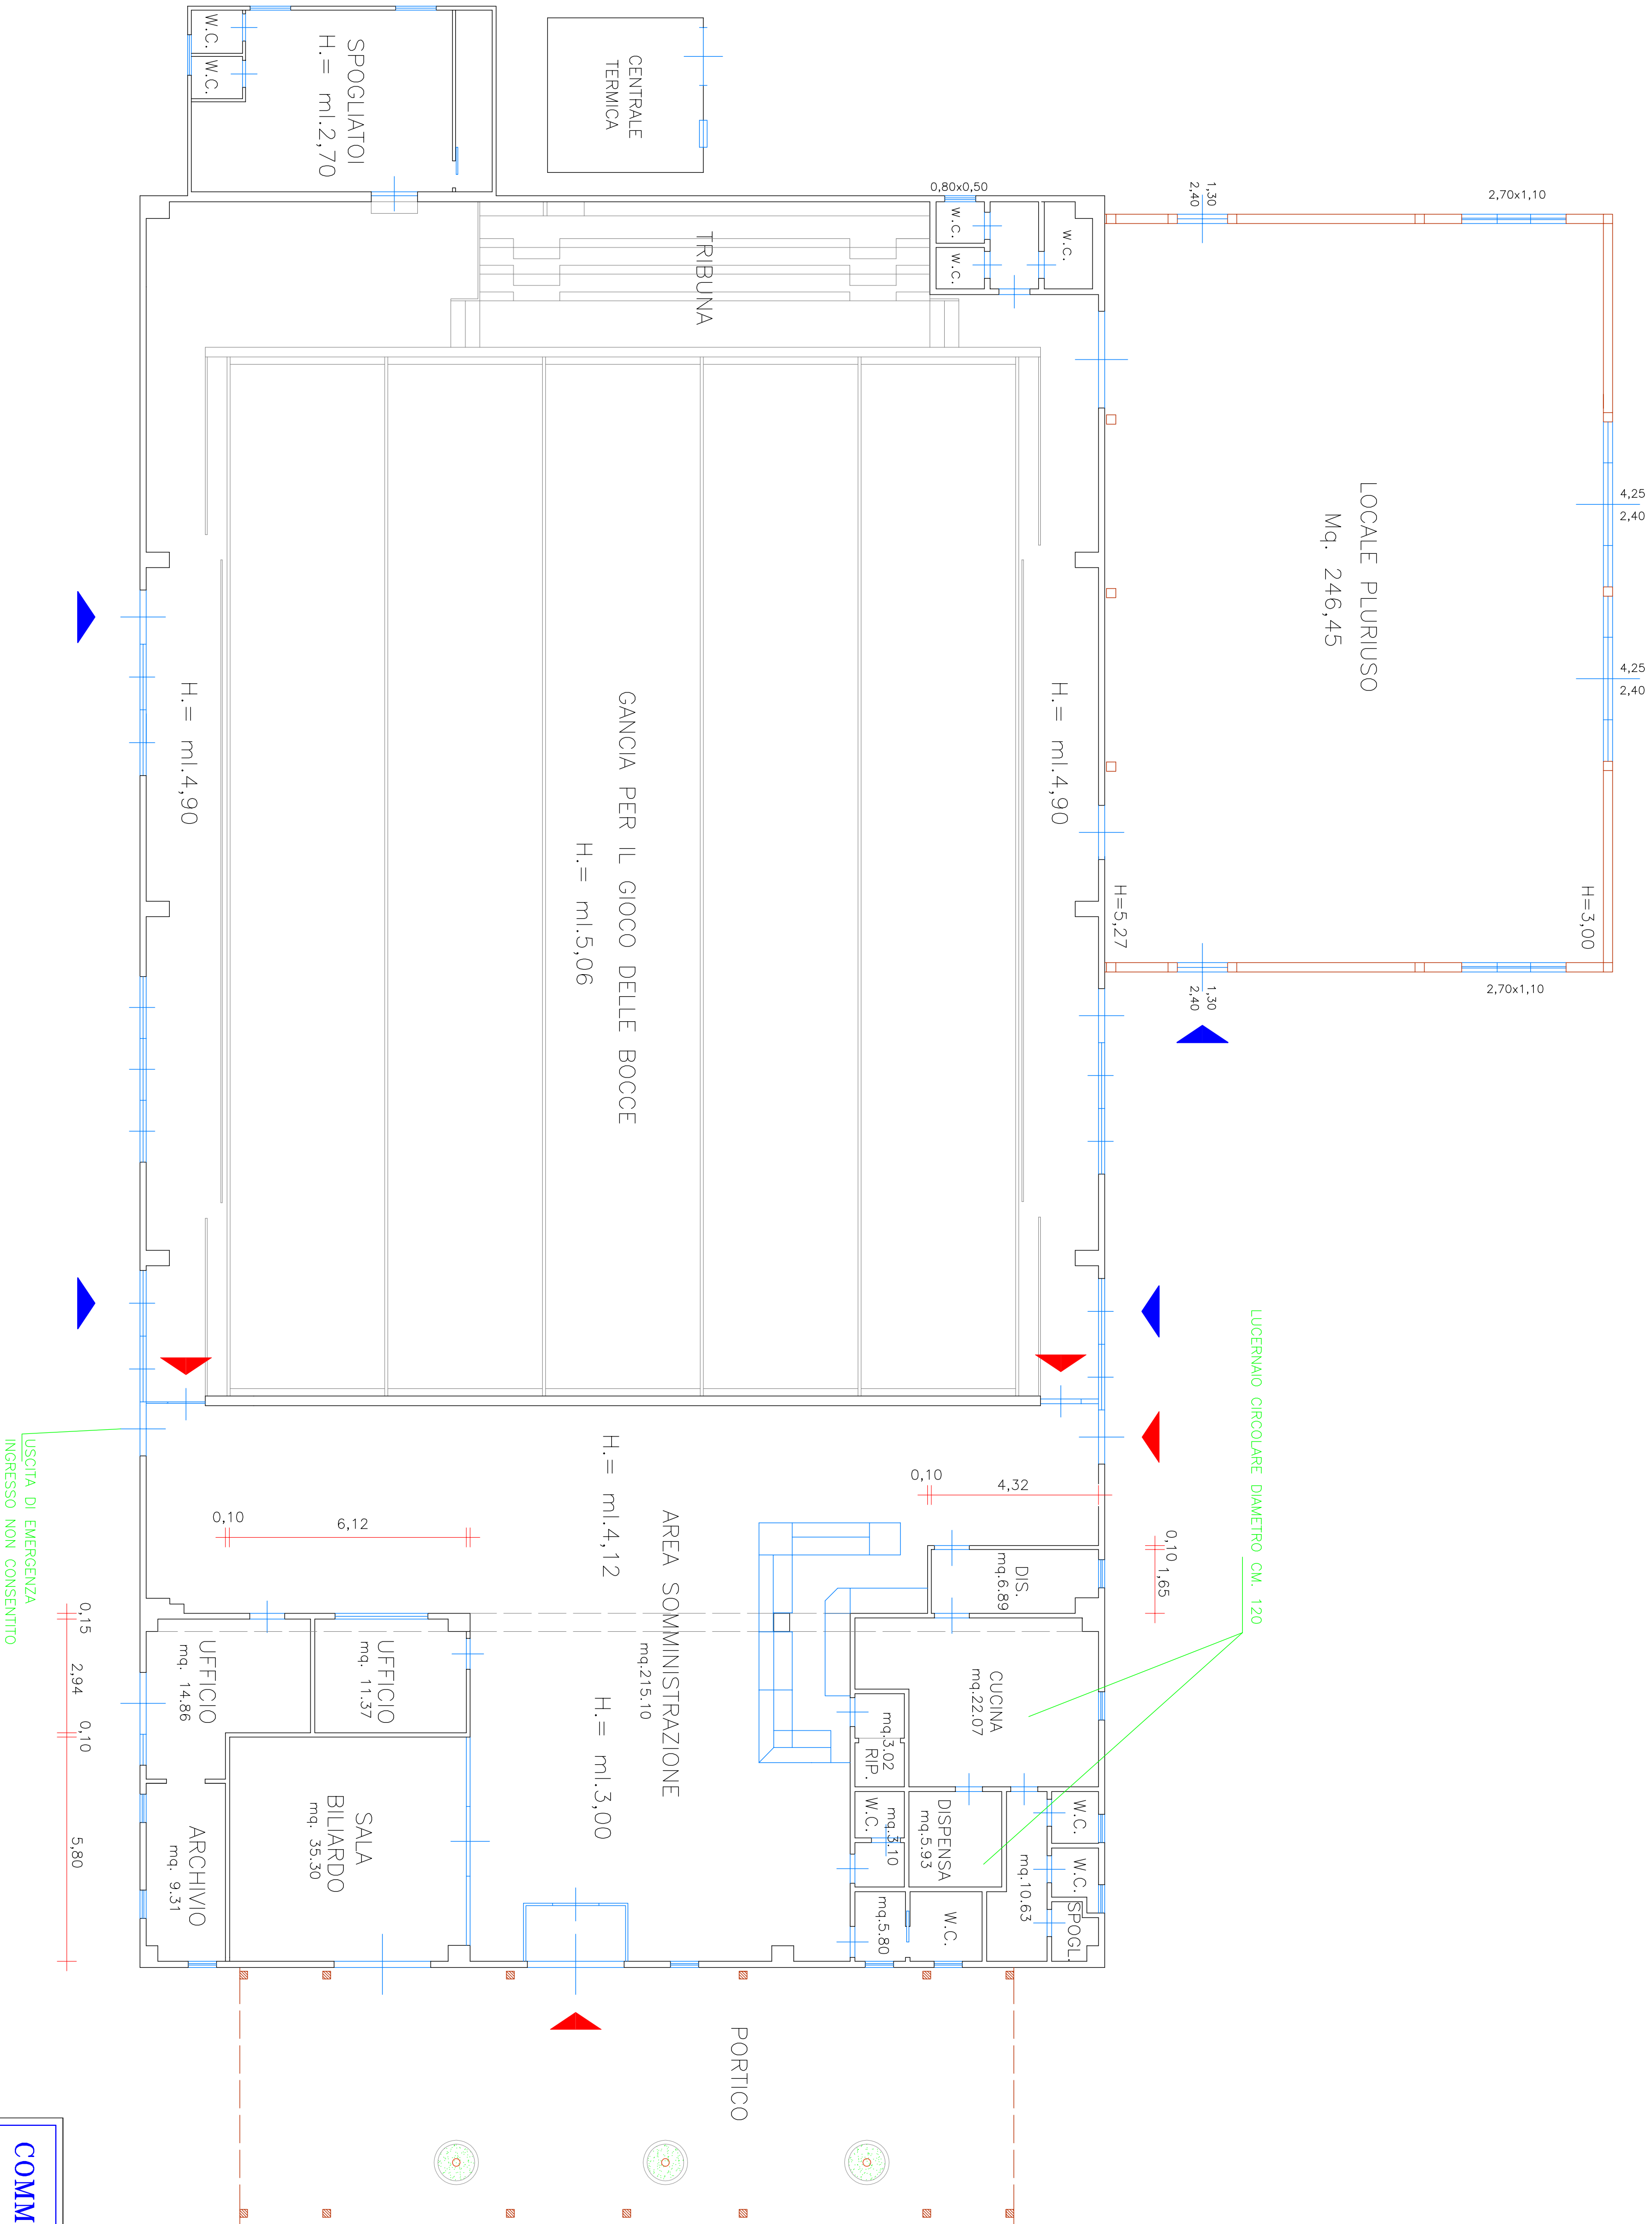 W.C.
W.C.
SPOGLIATOI
H.= ml.2,70
CENTRALE
TERMICA
0,80x0,50
W.C.
W.C.
W.C.
TRIBUNA
1,30
2,40
2,70x1,10
LOCALE PLURIUSO
Mq. 246,45
4,25
2,40
4,25
2,40
H=3,00
H=5,27
1,30
2,40
2,70x1,10
H.= ml.4,90
H.= ml.4,90
GANCIA PER IL GIOCO DELLE BOCCE
H.= ml.5,06
LUCERNAIO CIRCOLARE DIAMETRO CM. 120
USCITA DI EMERGENZA
INGRESSO NON CONSENTITO
0,10
6,12
0,10
4,32
0,10
1,65
H.= ml.4,12
AREA SOMMINISTRAZIONE
mq.215.10
H.= ml.3,00
DIS.
mq.6.89
CUCINA
mq.22.07
mq.3.02
RIP.
W.C.
mq.3.10
DISPENSA
mq.5.93
mq.10.63
W.C.
W.C.
SPOGL.
mq.5.80
W.C.
UFFICIO
mq. 14.86
UFFICIO
mq. 11.37
SALA
BILIARDO
mq. 35.30
ARCHIVIO
mq. 9.31
0,15
2,94
0,10
5,80
PORTICO
COMM